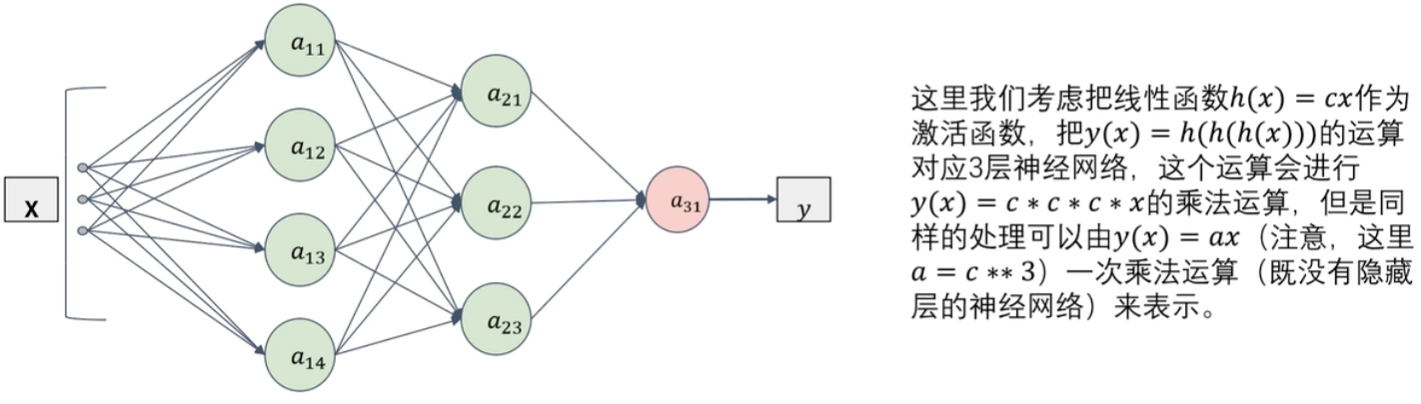 X
a₁₁
a₁₂
a₁₃
a₁₄
a₂₁
a₂₂
a₂₃
a₃₁
y
这里我们考虑把线性函数h(x) = cx作为
激活函数，把y(x) = h(h(h(x)))的运算
对应3层神经网络，这个运算会进行
y(x) = c * c * c * x的乘法运算，但是同
样的处理可以由y(x) = ax（注意，这里
a = c ** 3）一次乘法运算（既没有隐藏
层的神经网络）来表示。